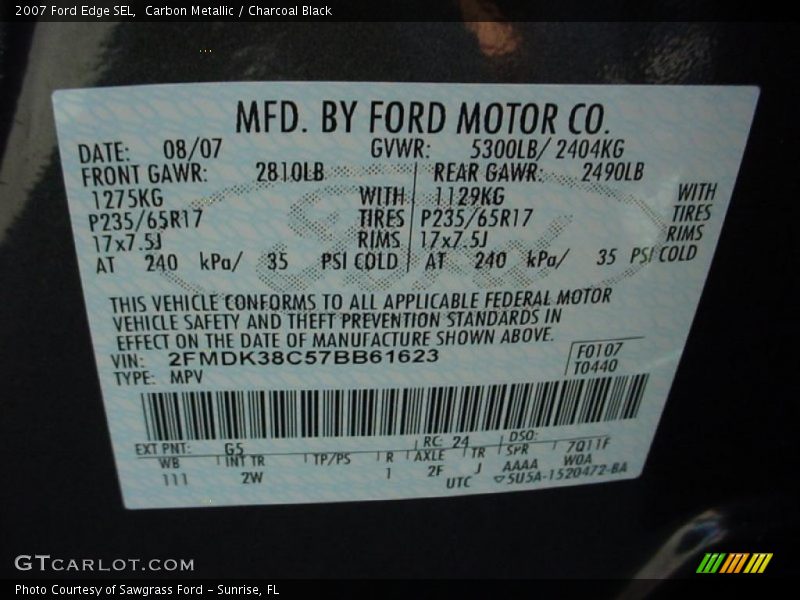 2007 Ford Edge SEL, Carbon Metallic / Charcoal Black
MFD. BY FORD MOTOR CO.
DATE: 08/07 GVWR: 5300LB/ 2404KG
FRONT GAWR: 2810LB REAR GAWR: 2490LB
1275KG WITH 1129KG WITH
P235/65R17 TIRES P235/65R17 TIRES
17x7.5J RIMS 17x7.5J RIMS
AT 240 kPa/ 35 PSI COLD AT 240 kPa/ 35 PSI COLD
THIS VEHICLE CONFORMS TO ALL APPLICABLE FEDERAL MOTOR
VEHICLE SAFETY AND THEFT PREVENTION STANDARDS IN
EFFECT ON THE DATE OF MANUFACTURE SHOWN ABOVE.
VIN: 2FMDK38C57BB61623 F0107
TYPE: MPV T0440
EXT PNT: G5 RC: 24 DSO:
WB INT TR TP/PS R AXLE TR SPR 7Q11F
111 2W 1 2F J AAAA W0A
UTC 5U5A-1520472-BA
GTCARLOT.COM
Photo Courtesy of Sawgrass Ford - Sunrise, FL